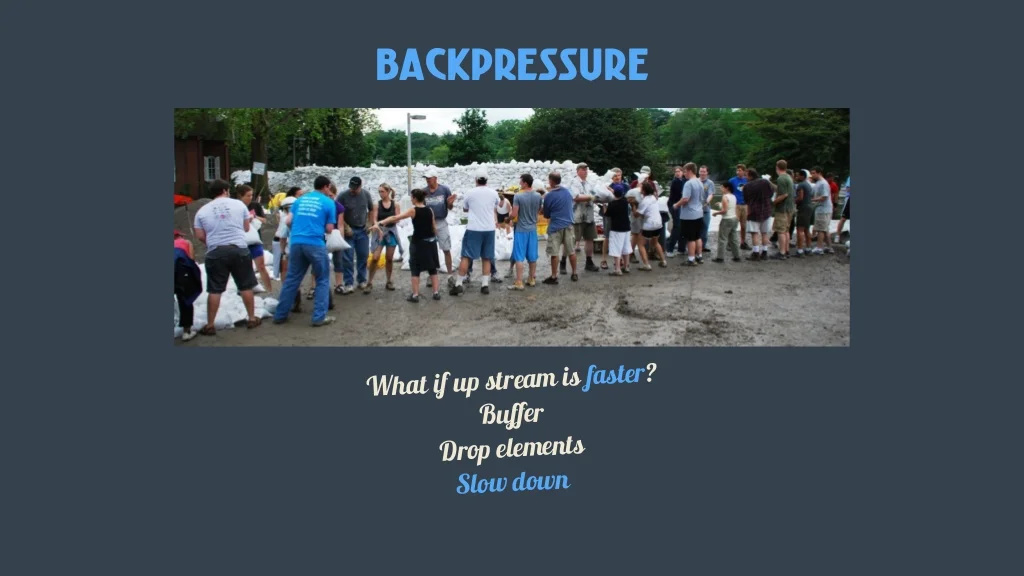 BACKPRESSURE
What if up stream is faster?
Buffer
Drop elements
Slow down